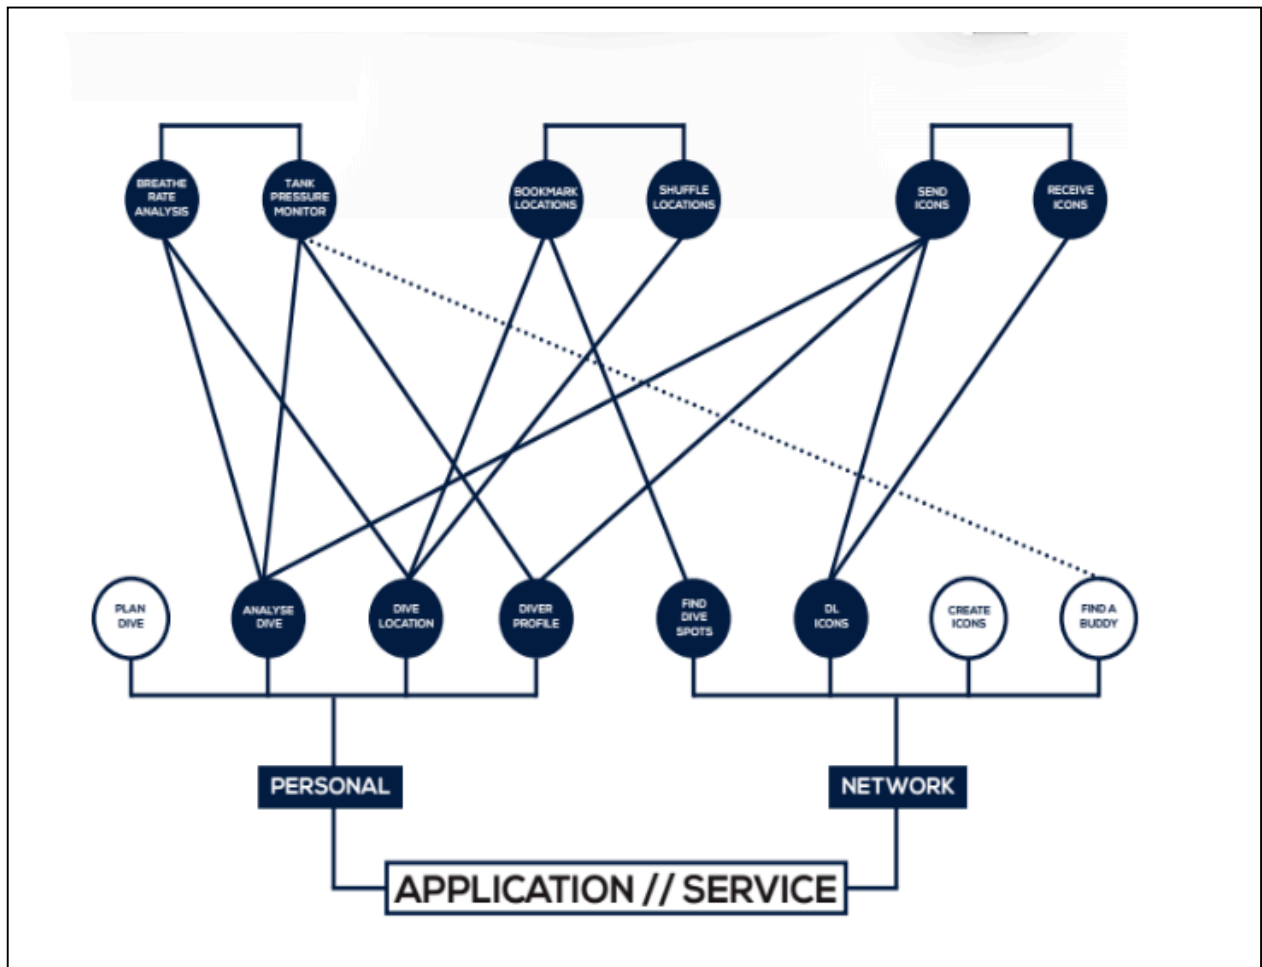 BREATHE
RATE
ANALYSIS
TANK
PRESSURE
MONITOR
BOOKMARK
LOCATIONS
SHUFFLE
LOCATIONS
SEND
ICONS
RECEIVE
ICONS
PLAN
DIVE
ANALYSE
DIVE
DIVE
LOCATION
DIVER
PROFILE
FIND
DIVE
SPOTS
DL
ICONS
CREATE
ICONS
FIND A
BUDDY
PERSONAL
NETWORK
APPLICATION // SERVICE